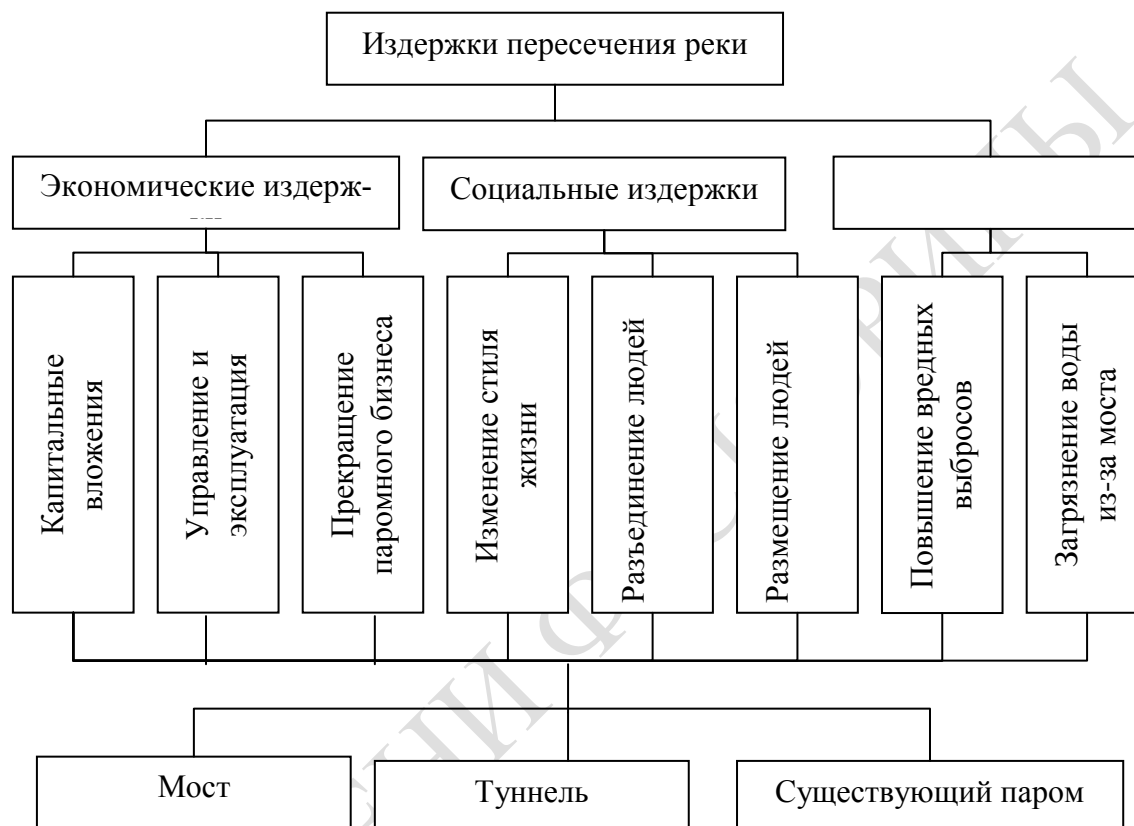 Издержки пересечения реки
Экономические издерж-
Социальные издержки
Капитальные
вложения
Управление и
эксплуатация
Прекращение
паромного бизнеса
Изменение стиля
жизни
Разъединение людей
Размещение людей
Повышение вредных
выбросов
Загрязнение воды
из-за моста
Мост
Туннель
Существующий паром